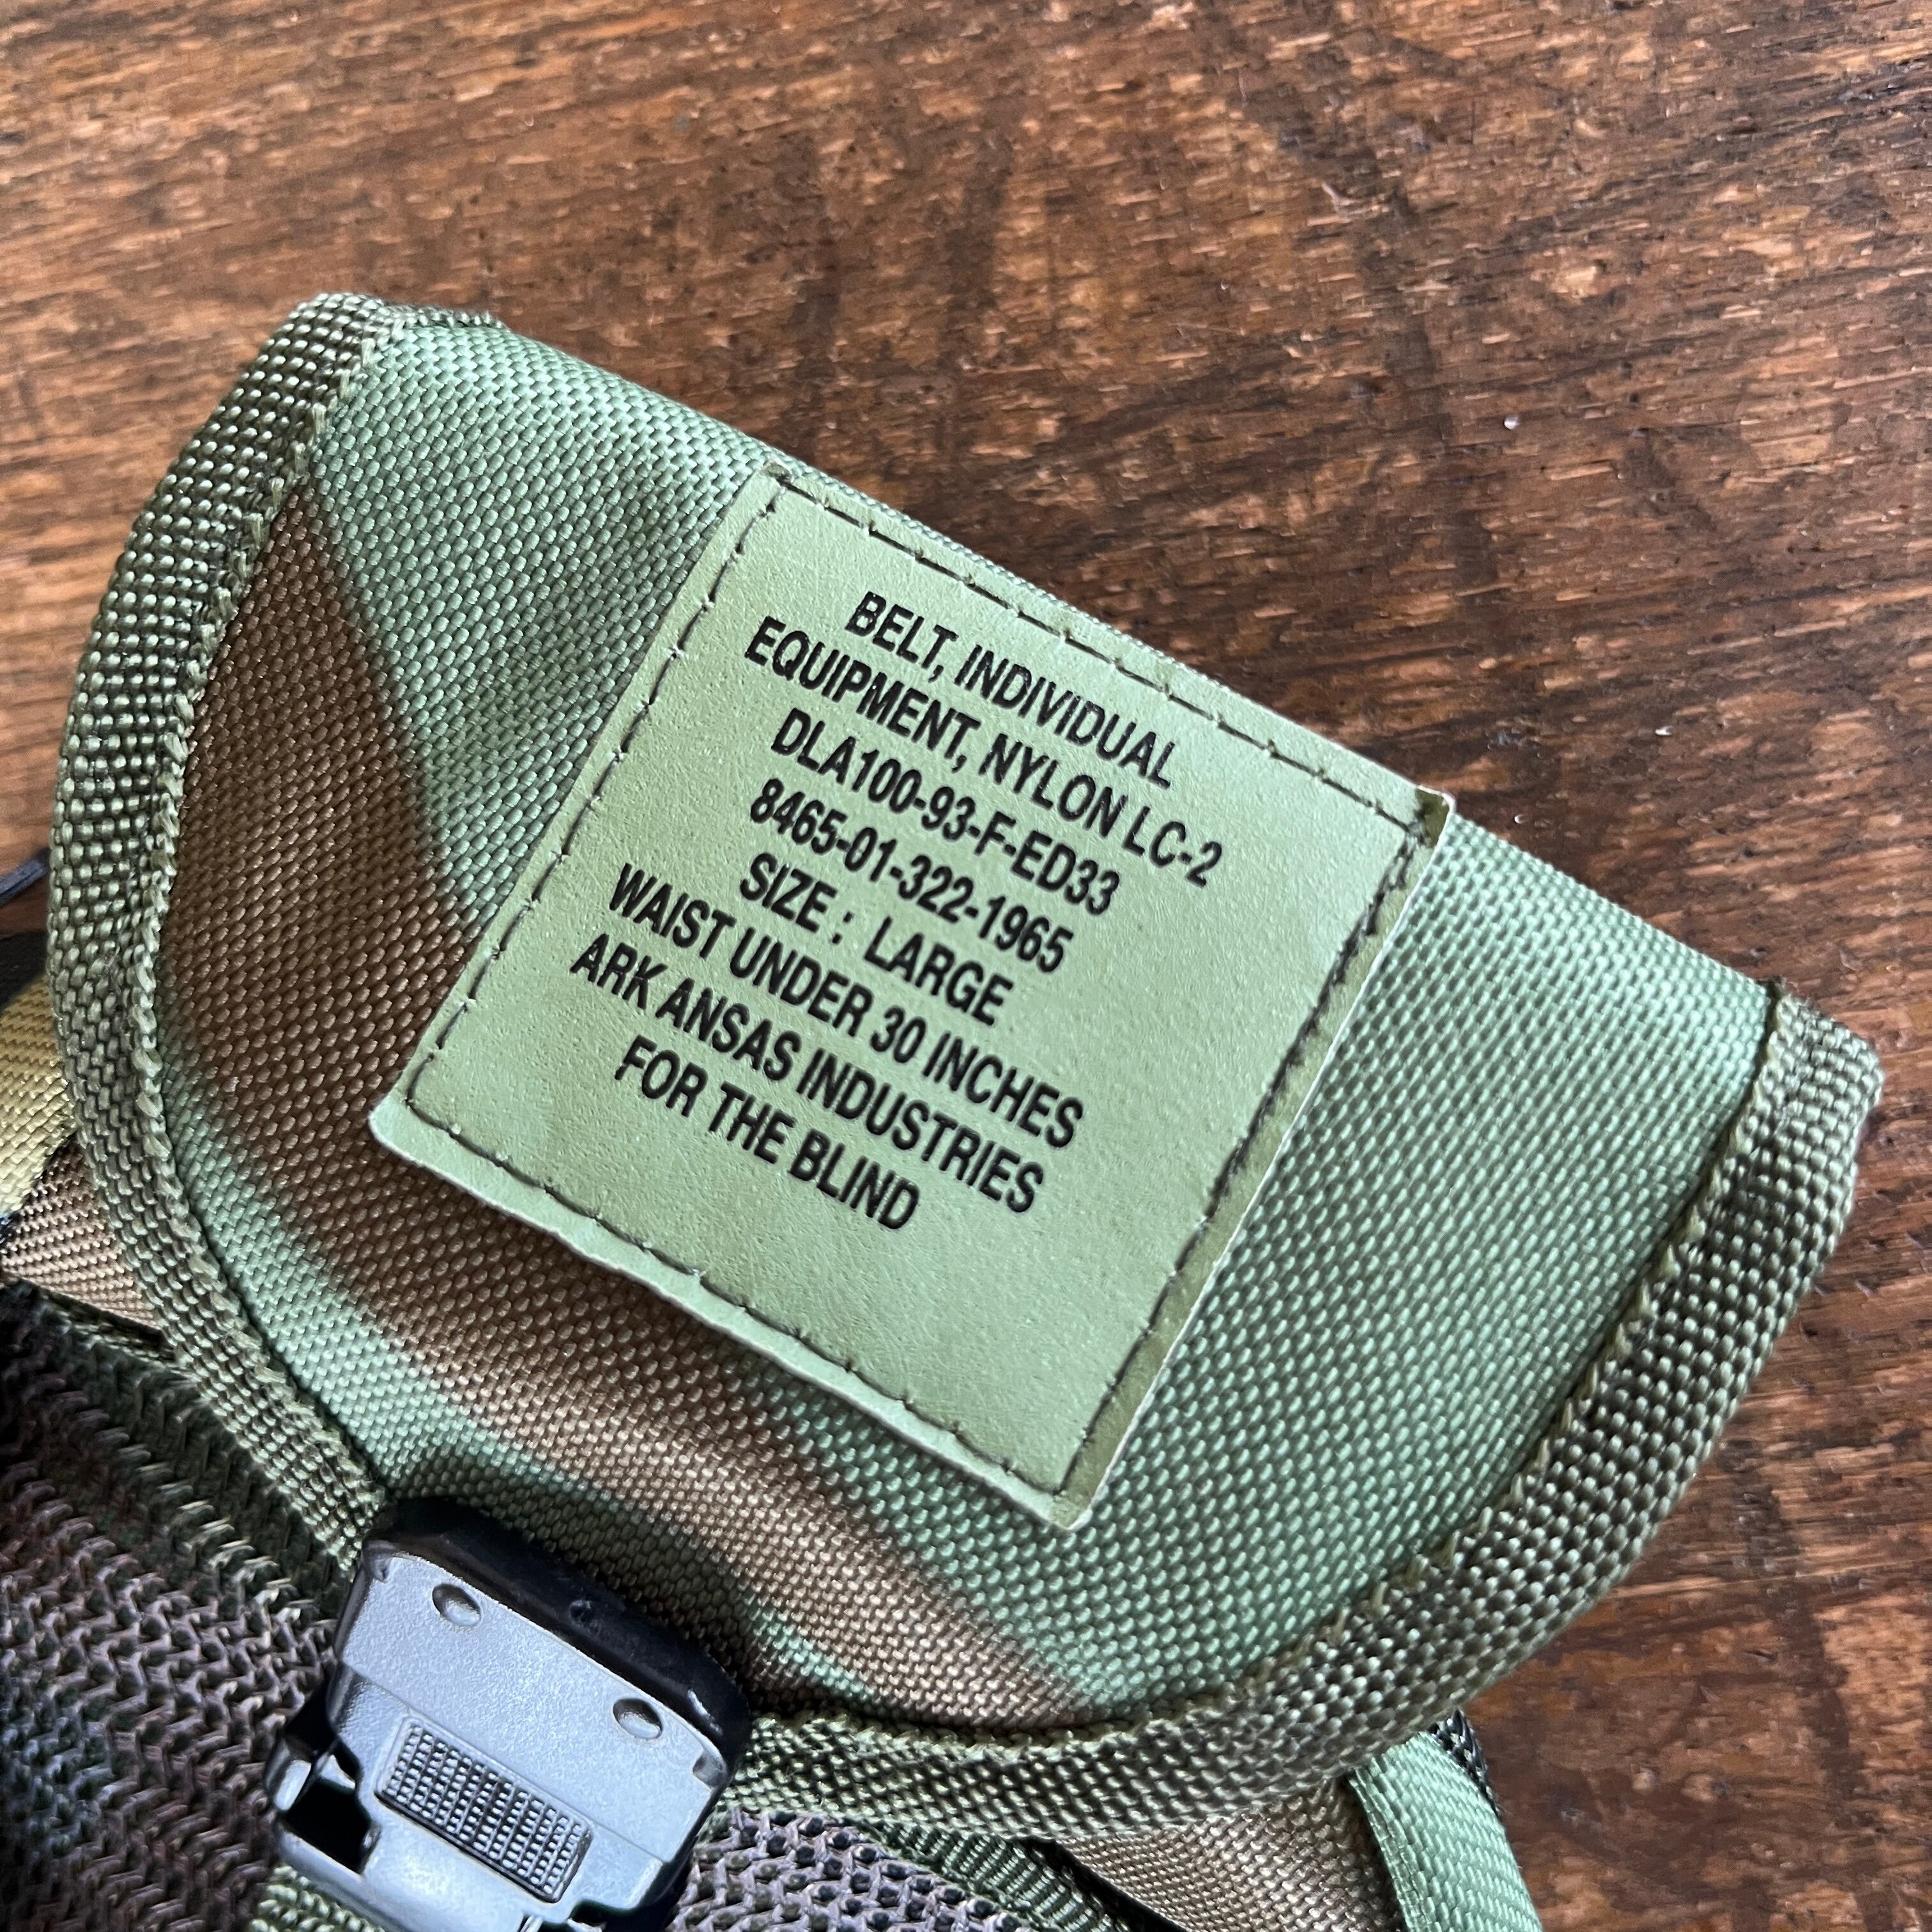 BELT, INDIVIDUAL
EQUIPMENT, NYLON LC-2
DLA100-93-F-ED33
8465-01-322-1965
SIZE : LARGE
WAIST UNDER 30 INCHES
ARK ANSAS INDUSTRIES
FOR THE BLIND